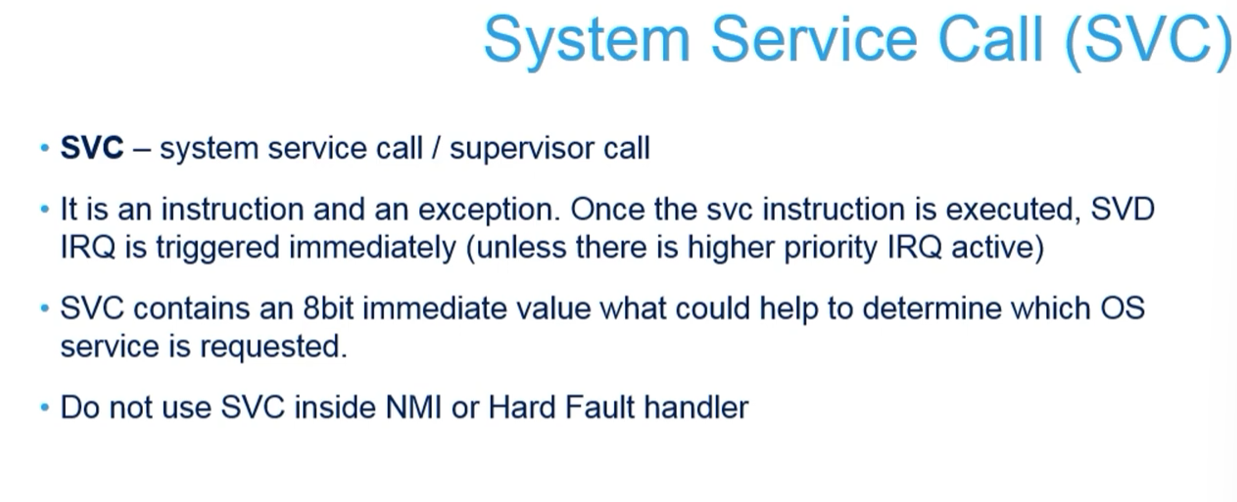 System Service Call (SVC)
• SVC – system service call / supervisor call
• It is an instruction and an exception. Once the svc instruction is executed, SVD
IRQ is triggered immediately (unless there is higher priority IRQ active)
• SVC contains an 8bit immediate value what could help to determine which OS
service is requested.
• Do not use SVC inside NMI or Hard Fault handler